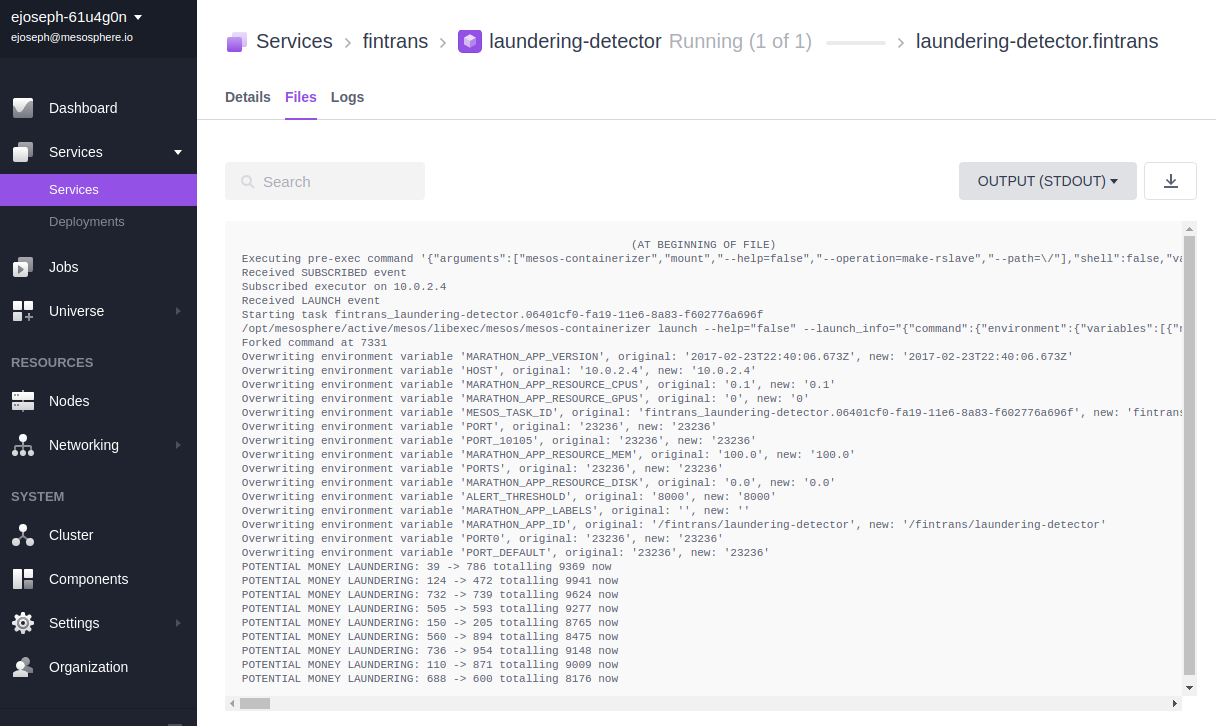 ejoseph-61u4g0n
ejoseph@mesosphere.io
Dashboard
Services
Services
Deployments
Jobs
Universe
RESOURCES
Nodes
Networking
SYSTEM
Cluster
Components
Settings
Organization
Services > fintrans > laundering-detector Running (1 of 1) > laundering-detector.fintrans
Details Files Logs
Search
OUTPUT (STDOUT)
(AT BEGINNING OF FILE)
Executing pre-exec command '{"arguments":["mesos-containerizer","mount","--help=false","--operation=make-rslave","--path=\/"],"shell":false,"va
Received SUBSCRIBED event
Subscribed executor on 10.0.2.4
Received LAUNCH event
Starting task fintrans_laundering-detector.06401cf0-fa19-11e6-8a83-f602776a696f
/opt/mesosphere/active/mesos/libexec/mesos/mesos-containerizer launch --help="false" --launch_info="{"command":{"environment":{"variables":[{"n
Forked command at 7331
Overwriting environment variable 'MARATHON_APP_VERSION', original: '2017-02-23T22:40:06.673Z', new: '2017-02-23T22:40:06.673Z'
Overwriting environment variable 'HOST', original: '10.0.2.4', new: '10.0.2.4'
Overwriting environment variable 'MARATHON_APP_RESOURCE_CPUS', original: '0.1', new: '0.1'
Overwriting environment variable 'MARATHON_APP_RESOURCE_GPUS', original: '0', new: '0'
Overwriting environment variable 'MESOS_TASK_ID', original: 'fintrans_laundering-detector.06401cf0-fa19-11e6-8a83-f602776a696f', new: 'fintrans
Overwriting environment variable 'PORT', original: '23236', new: '23236'
Overwriting environment variable 'PORT_10105', original: '23236', new: '23236'
Overwriting environment variable 'MARATHON_APP_RESOURCE_MEM', original: '100.0', new: '100.0'
Overwriting environment variable 'PORTS', original: '23236', new: '23236'
Overwriting environment variable 'MARATHON_APP_RESOURCE_DISK', original: '0.0', new: '0.0'
Overwriting environment variable 'ALERT_THRESHOLD', original: '8000', new: '8000'
Overwriting environment variable 'MARATHON_APP_LABELS', original: '', new: ''
Overwriting environment variable 'MARATHON_APP_ID', original: '/fintrans/laundering-detector', new: '/fintrans/laundering-detector'
Overwriting environment variable 'PORT0', original: '23236', new: '23236'
Overwriting environment variable 'PORT_DEFAULT', original: '23236', new: '23236'
POTENTIAL MONEY LAUNDERING: 39 -> 786 totalling 9369 now
POTENTIAL MONEY LAUNDERING: 124 -> 472 totalling 9941 now
POTENTIAL MONEY LAUNDERING: 732 -> 739 totalling 9624 now
POTENTIAL MONEY LAUNDERING: 505 -> 593 totalling 9277 now
POTENTIAL MONEY LAUNDERING: 150 -> 205 totalling 8765 now
POTENTIAL MONEY LAUNDERING: 560 -> 894 totalling 8475 now
POTENTIAL MONEY LAUNDERING: 736 -> 954 totalling 9148 now
POTENTIAL MONEY LAUNDERING: 110 -> 871 totalling 9009 now
POTENTIAL MONEY LAUNDERING: 688 -> 600 totalling 8176 now